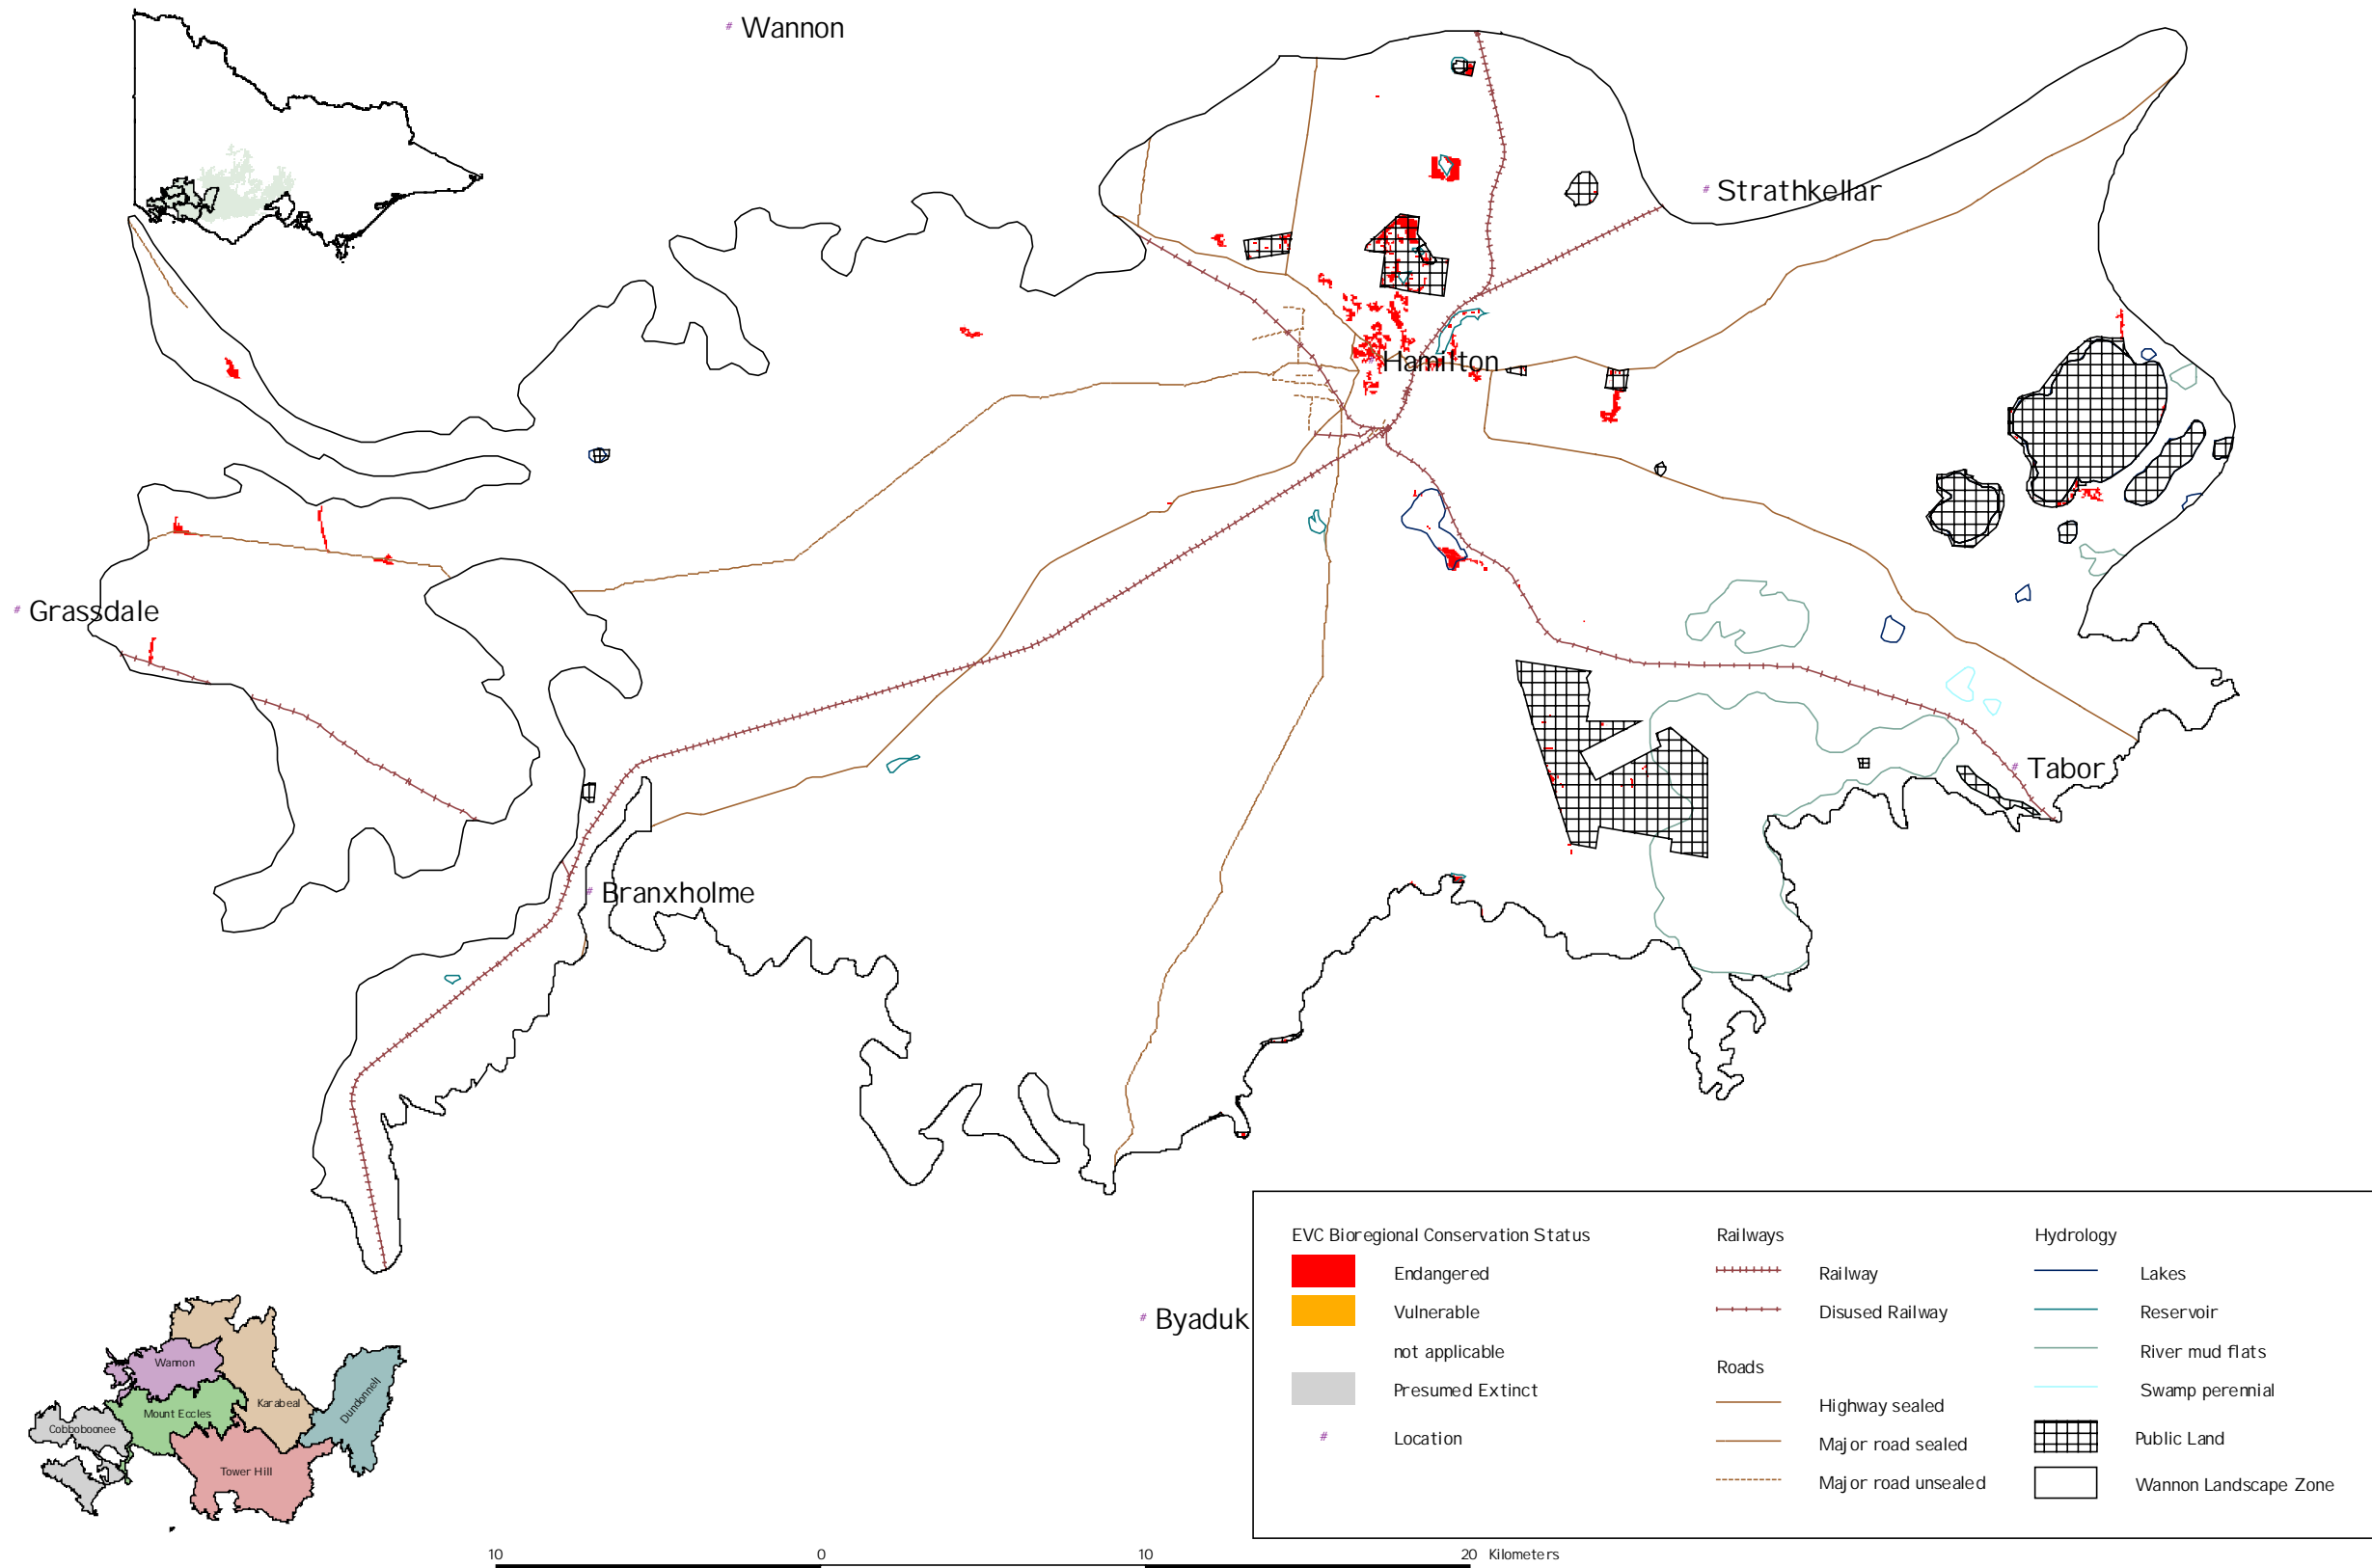 # Wannon
# Strathkellar
# Hamilton
# Grassdale
# Tabor
# Branxholme
# Byaduk
EVC Bioregional Conservation Status
Endangered
Vulnerable
not applicable
Presumed Extinct
# Location
Railways
Railway
Disused Railway
Roads
Highway sealed
Major road sealed
Major road unsealed
Hydrology
Lakes
Reservoir
River mud flats
Swamp perennial
Public Land
Wannon Landscape Zone
Wannon
Karabeal
Dundonnell
Mount Eccles
Cobboboonee
Tower Hill
10 0 10 20 Kilometers